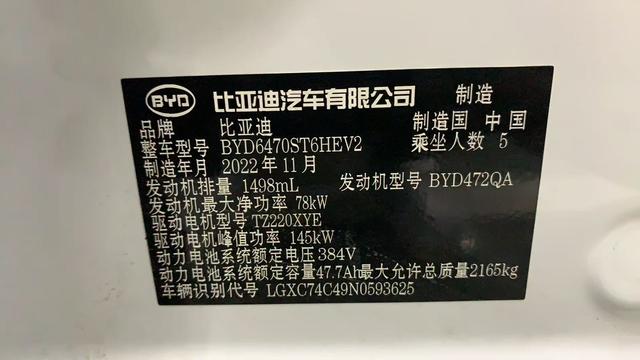 BYD 比亚迪汽车有限公司 制造
品牌 比亚迪 制造国 中国
整车型号 BYD6470ST6HEV2 乘坐人数 5
制造年月 2022年11月
发动机排量 1498mL 发动机型号 BYD472QA
发动机最大净功率 78kW
驱动电机型号 TZ220XYE
驱动电机峰值功率 145kW
动力电池系统额定电压 384V
动力电池系统额定容量47.7Ah最大允许总质量2165kg
车辆识别代号 LGXC74C49N0593625